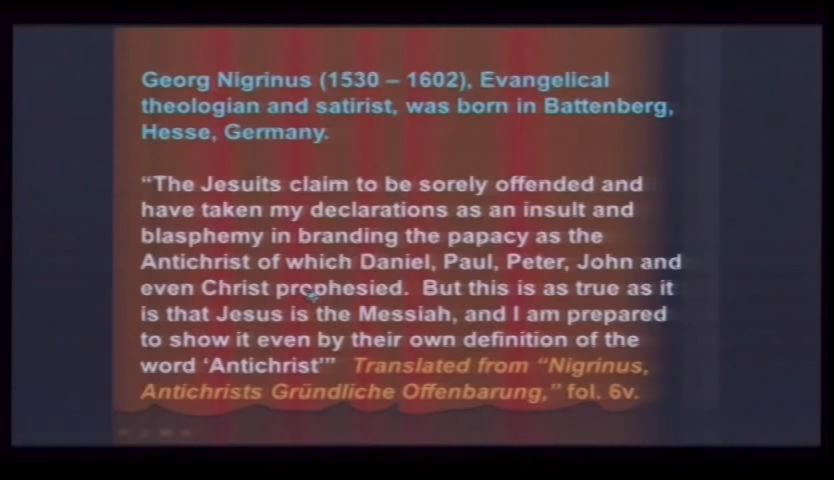 Georg Nigrinus (1530 – 1602), Evangelical
theologian and satirist, was born in Battenberg,
Hesse, Germany.
“The Jesuits claim to be sorely offended and
have taken my declarations as an insult and
blasphemy in branding the papacy as the
Antichrist of which Daniel, Paul, Peter, John and
even Christ prophesied.  But this is as true as it
is that Jesus is the Messiah, and I am prepared
to show it even by their own definition of the
word ‘Antichrist’”  Translated from “Nigrinus,
Antichrists Gründliche Offenbarung,” fol. 6v.